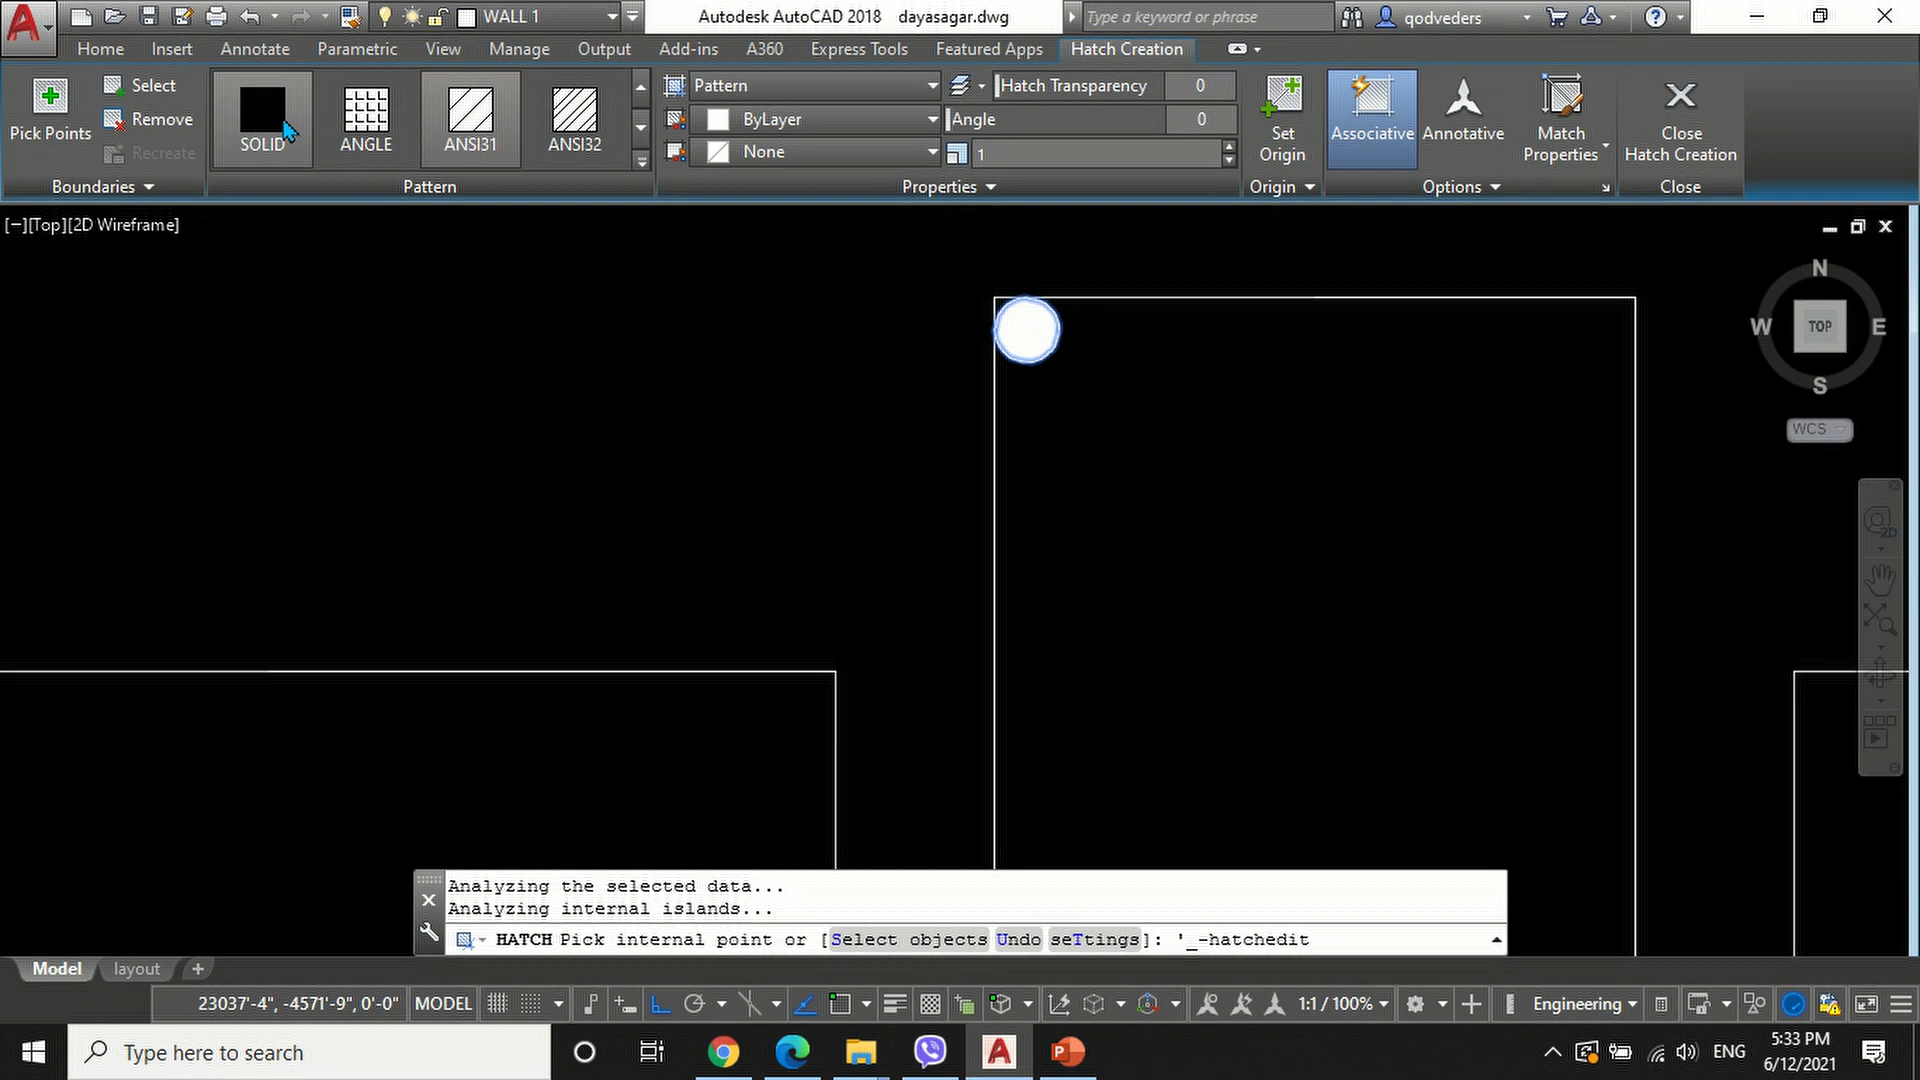 WALL 1
Autodesk AutoCAD 2018 dayasagar.dwg
Type a keyword or phrase
qodveders
Home Insert Annotate Parametric View Manage Output Add-ins A360 Express Tools Featured Apps Hatch Creation
Pick Points
Select
Remove
Recreate
Boundaries
SOLID
ANGLE
ANSI31
ANSI32
Pattern
Pattern
ByLayer
None
Hatch Transparency 0
Angle 0
1
Properties
Set
Origin
Origin
Associative
Annotative
Match
Properties
Options
Close
Hatch Creation
Close
[−][Top][2D Wireframe]
N
W TOP E
S
WCS
2D
Analyzing the selected data...
Analyzing internal islands...
HATCH Pick internal point or [Select objects Undo seTtings]: '_-hatchedit
Model layout +
23037'-4", -4571'-9", 0'-0" MODEL 1:1 / 100% Engineering
Type here to search
ENG
5:33 PM
6/12/2021